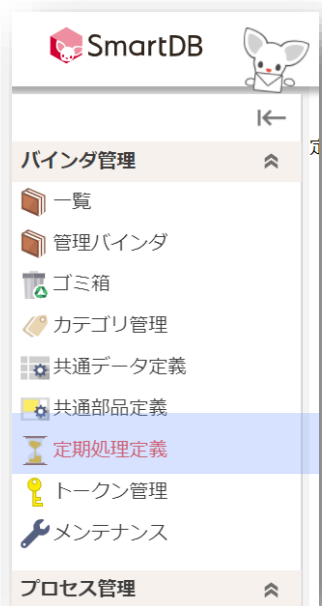 SmartDB
バインダ管理
定
一覧
管理バインダ
ゴミ箱
カテゴリ管理
共通データ定義
共通部品定義
定期処理定義
トークン管理
メンテナンス
プロセス管理